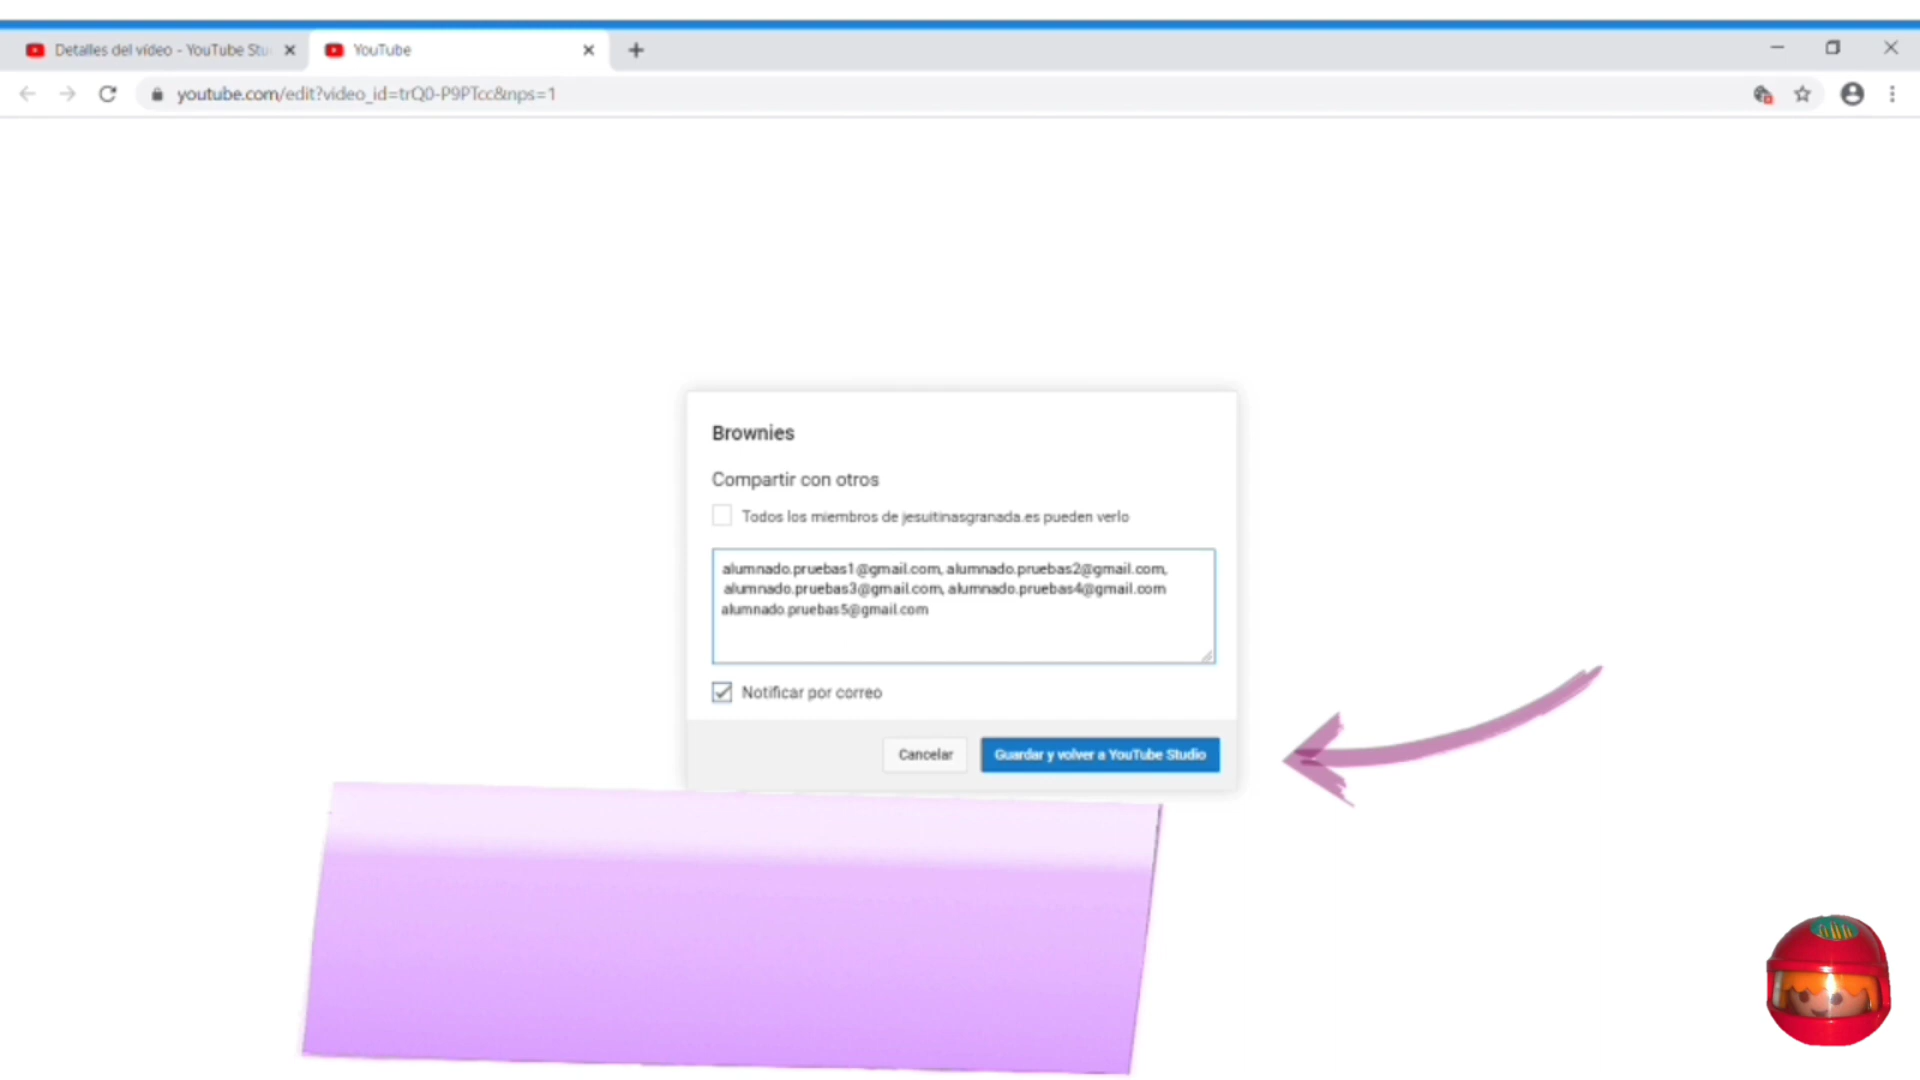 Detalles del vídeo - YouTube Stu
YouTube
youtube.com/edit?video_id=trQ0-P9PTcc&nps=1
Brownies
Compartir con otros
Todos los miembros de jesuitinasgranada.es pueden verlo
alumnado.pruebas1@gmail.com, alumnado.pruebas2@gmail.com,
alumnado.pruebas3@gmail.com, alumnado.pruebas4@gmail.com
alumnado.pruebas5@gmail.com
Notificar por correo
Cancelar
Guardar y volver a YouTube Studio